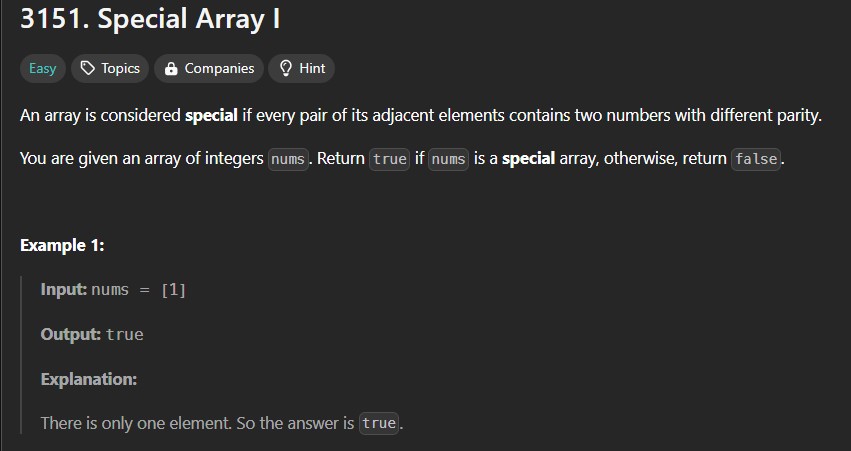 3151. Special Array I
Easy Topics Companies Hint
An array is considered special if every pair of its adjacent elements contains two numbers with different parity.
You are given an array of integers nums. Return true if nums is a special array, otherwise, return false.
Example 1:
Input: nums = [1]
Output: true
Explanation:
There is only one element. So the answer is true.